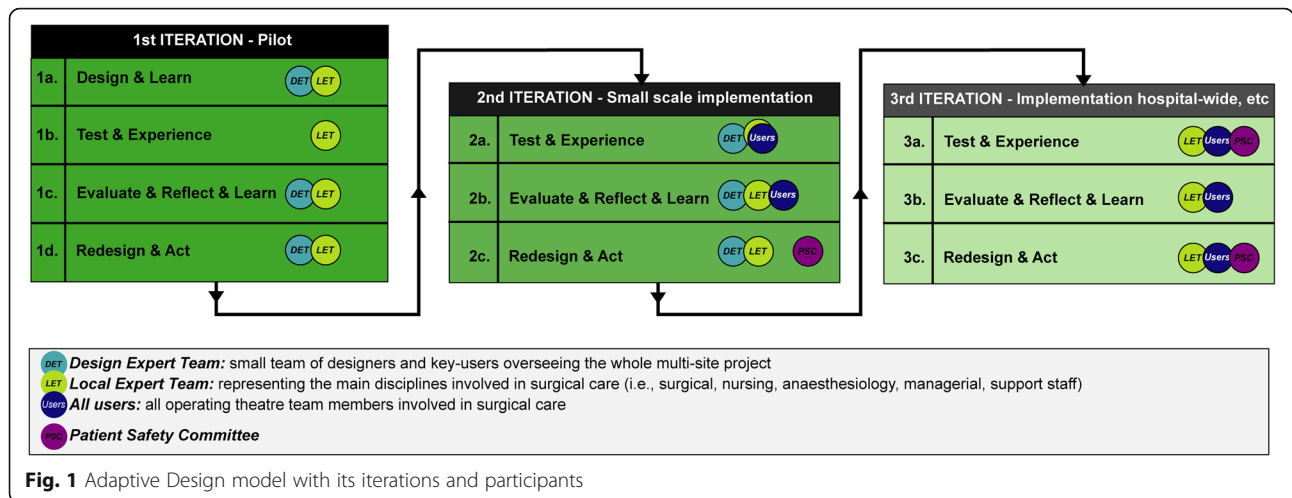 1st ITERATION - Pilot
1a. Design & Learn DET LET
1b. Test & Experience LET
1c. Evaluate & Reflect & Learn DET LET
1d. Redesign & Act DET LET
2nd ITERATION - Small scale implementation
2a. Test & Experience DET Users
2b. Evaluate & Reflect & Learn DET LET Users
2c. Redesign & Act DET LET PSC
3rd ITERATION - Implementation hospital-wide, etc
3a. Test & Experience LET Users PSC
3b. Evaluate & Reflect & Learn LET Users
3c. Redesign & Act LET Users PSC
DET Design Expert Team: small team of designers and key-users overseeing the whole multi-site project
LET Local Expert Team: representing the main disciplines involved in surgical care (i.e., surgical, nursing, anaesthesiology, managerial, support staff)
Users All users: all operating theatre team members involved in surgical care
PSC Patient Safety Committee
Fig. 1 Adaptive Design model with its iterations and participants